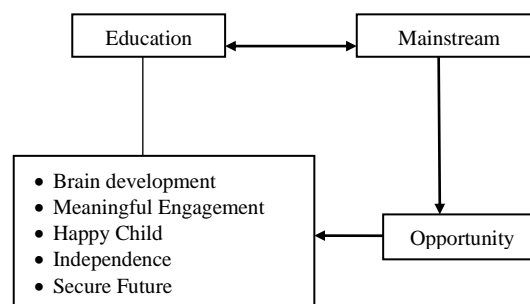 Education
Mainstream
• Brain development
• Meaningful Engagement
• Happy Child
• Independence
• Secure Future
Opportunity